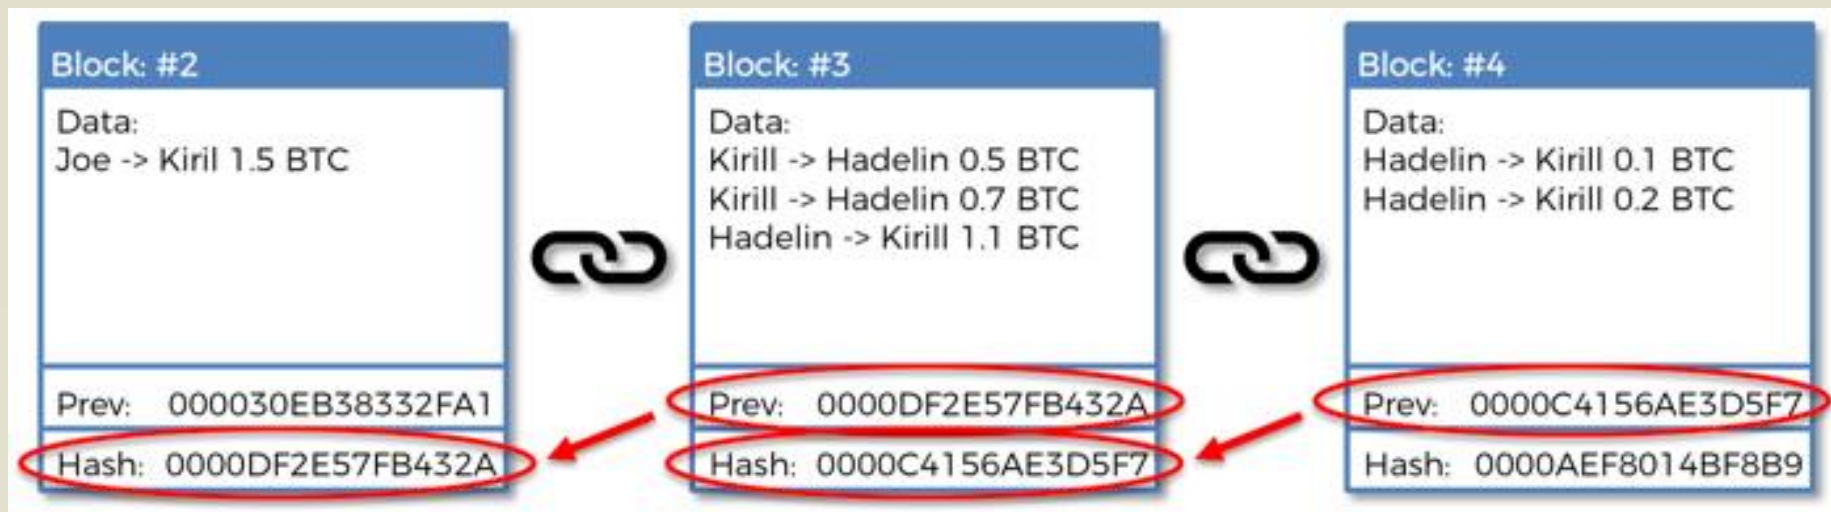 Block: #2
Data:
Joe -> Kiril 1.5 BTC
Prev: 000030EB38332FA1
Hash: 0000DF2E57FB432A
Block: #3
Data:
Kirill -> Hadelin 0.5 BTC
Kirill -> Hadelin 0.7 BTC
Hadelin -> Kirill 1.1 BTC
Prev: 0000DF2E57FB432A
Hash: 0000C4156AE3D5F7
Block: #4
Data:
Hadelin -> Kirill 0.1 BTC
Hadelin -> Kirill 0.2 BTC
Prev: 0000C4156AE3D5F7
Hash: 0000AEF8014BF8B9